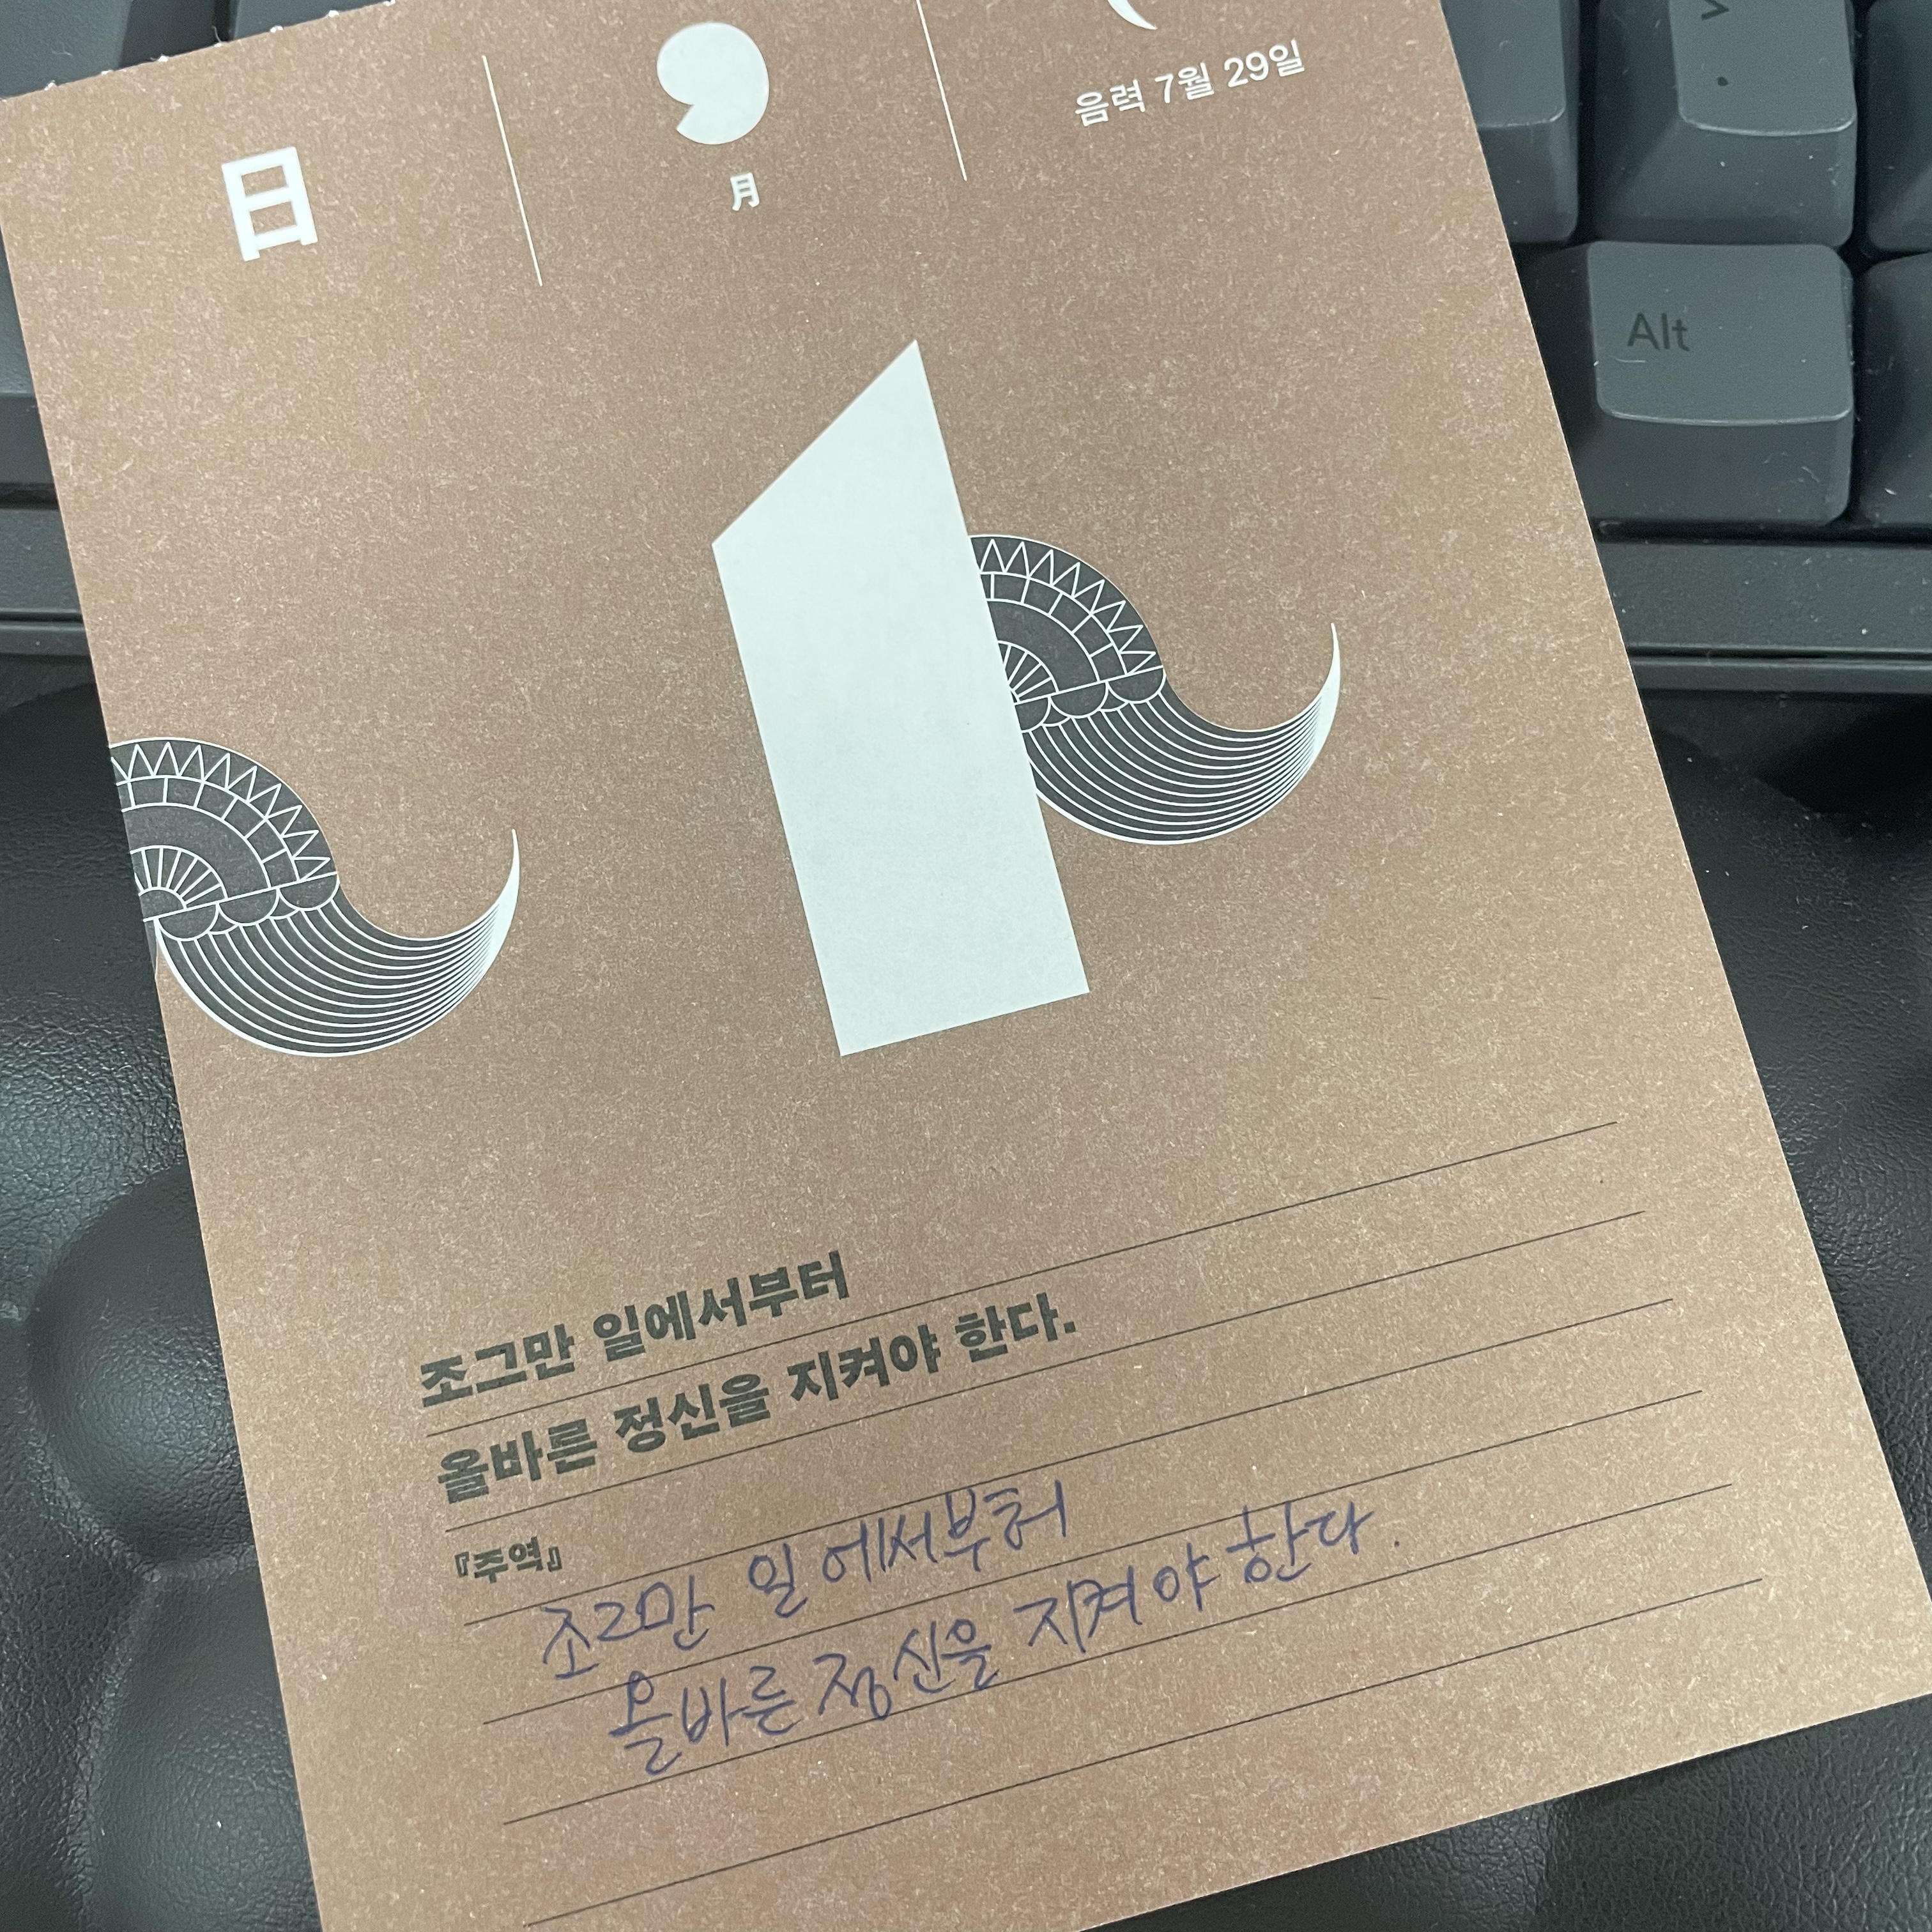 日
9
月
음력 7월 29일
Alt
1
조그만 일에서부터
올바른 정신을 지켜야 한다.
『주역』
조그만 일에서부터
올바른 정신을 지켜야 한다.